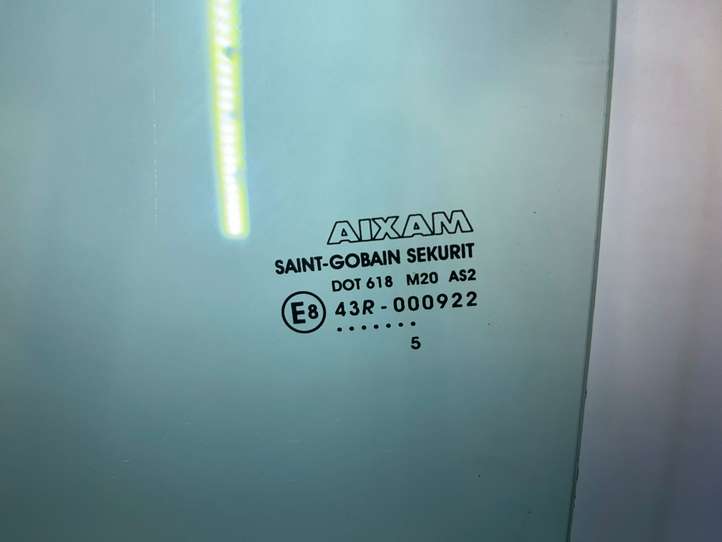 AIXAM
SAINT-GOBAIN SEKURIT
DOT 618 M20 AS2
E8 43R-000922
.......
5